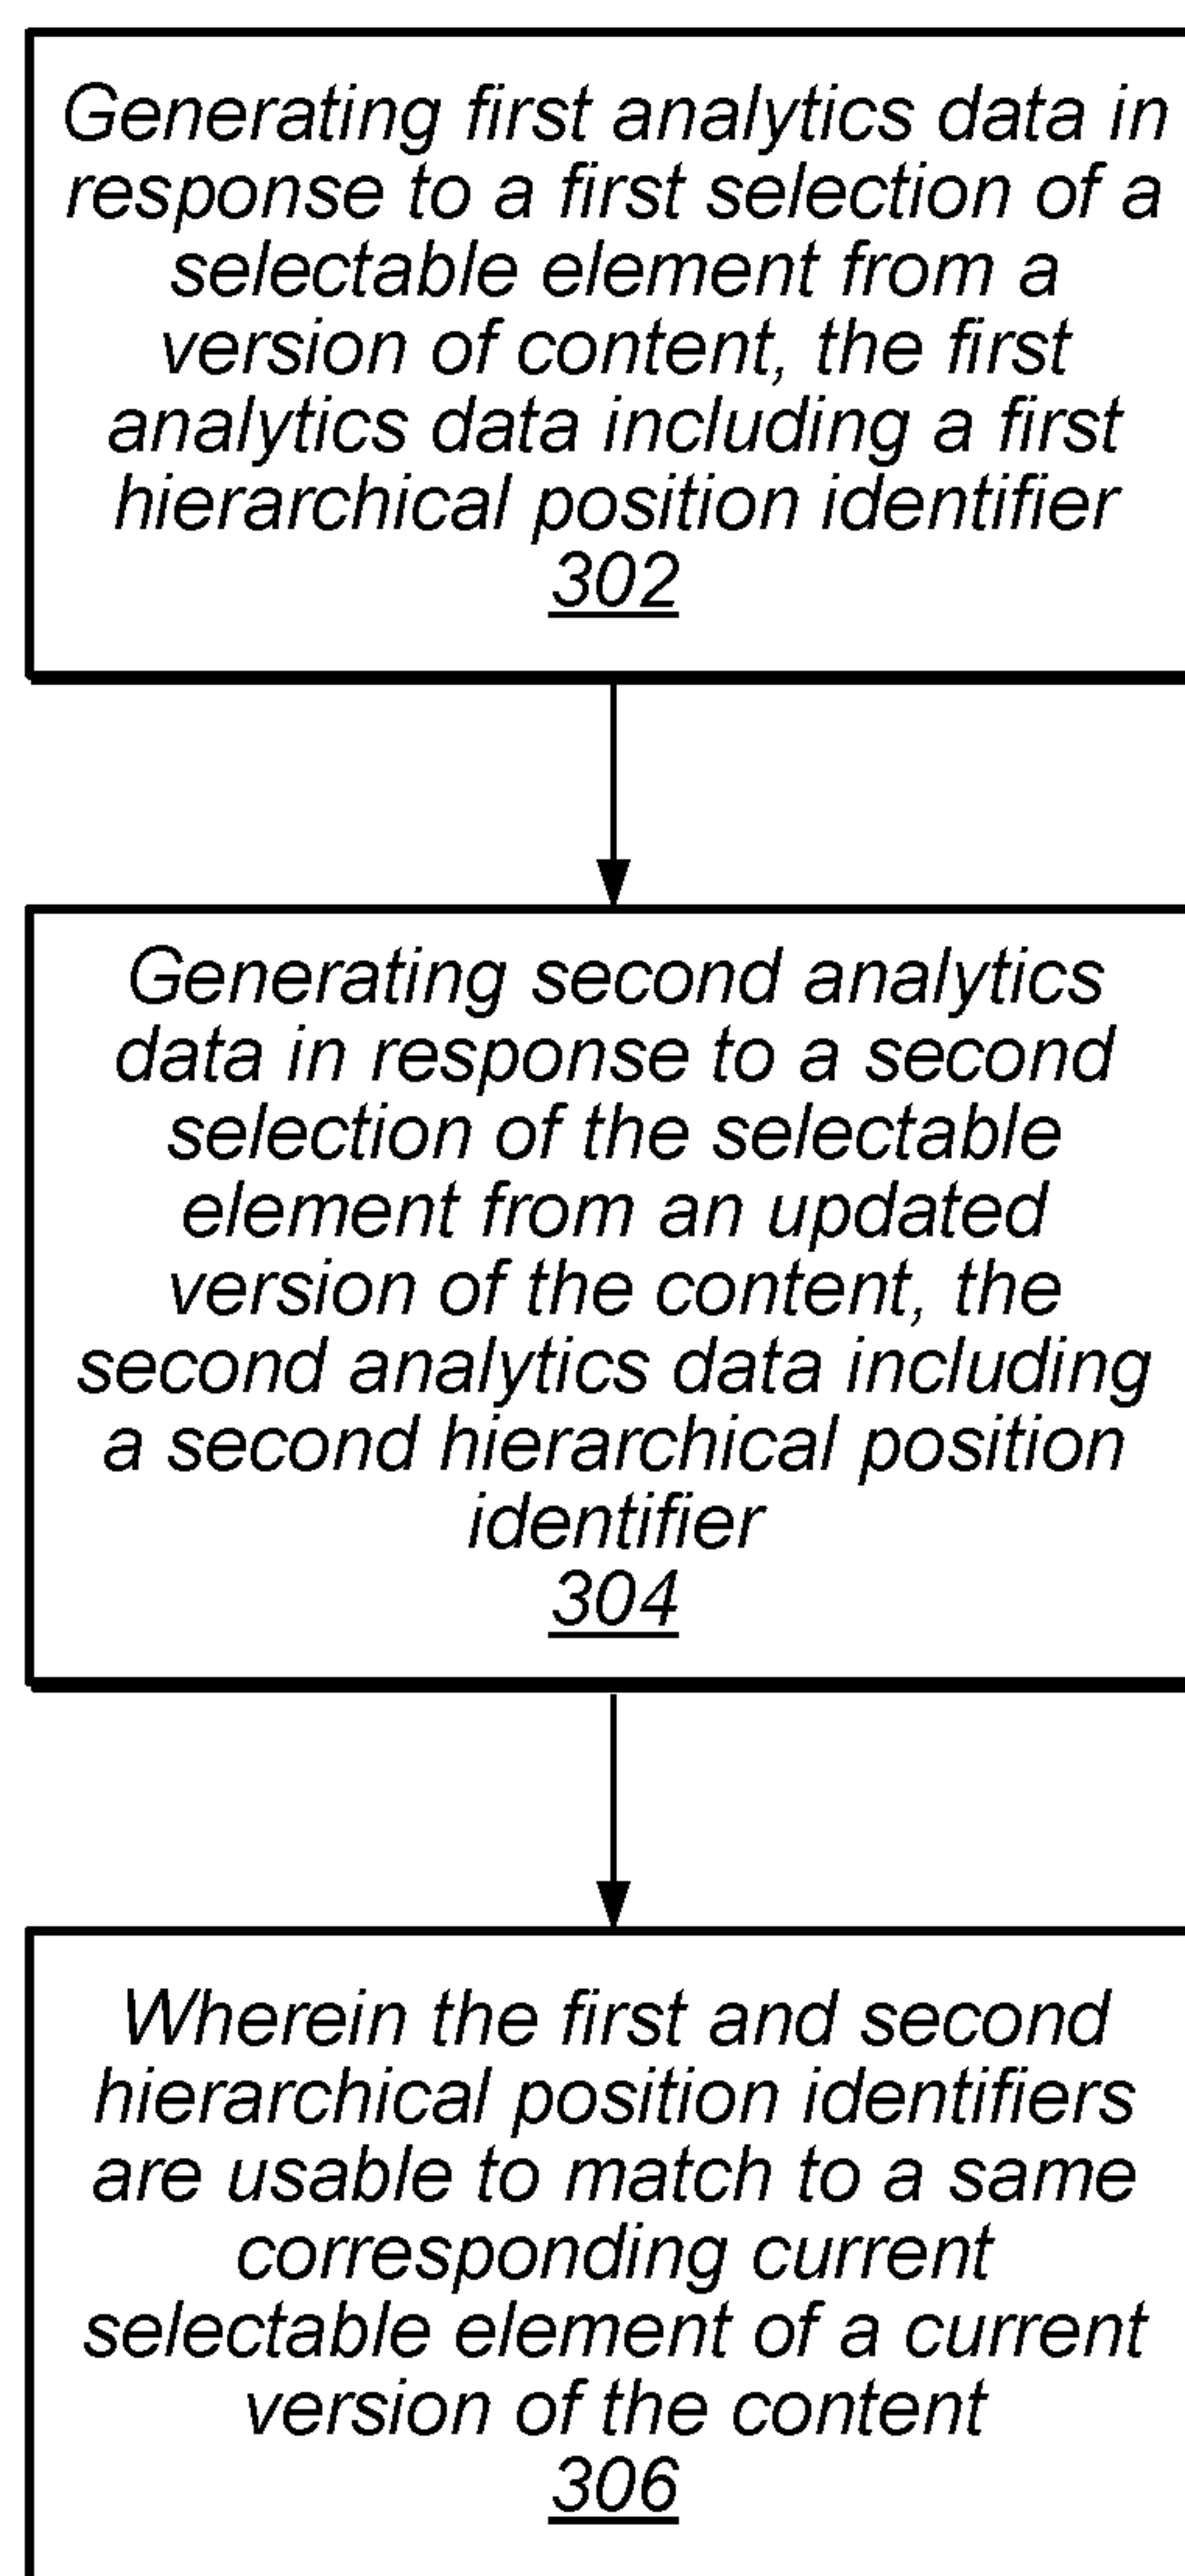 Generating first analytics data in
response to a first selection of a
selectable element from a
version of content, the first
analytics data including a first
hierarchical position identifier
302
Generating second analytics
data in response to a second
selection of the selectable
element from an updated
version of the content, the
second analytics data including
a second hierarchical position
identifier
304
Wherein the first and second
hierarchical position identifiers
are usable to match to a same
corresponding current
selectable element of a current
version of the content
306